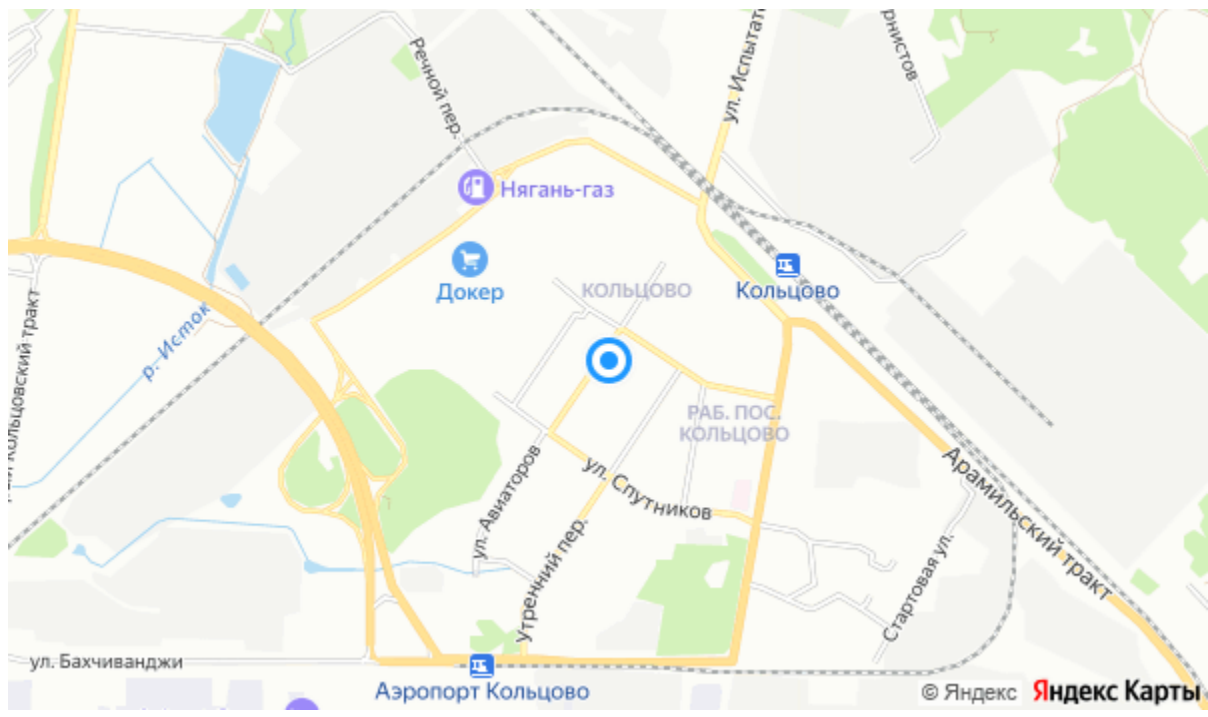 Речной пер.
ул. Испытат
рнистов
Нягань-газ
Докер
КОЛЬЦОВО
Кольцово
р. Исток
Кольцовский тракт
РАБ. ПОС.
КОЛЬЦОВО
ул. Авиаторов
ул. Спутников
Арамильский тракт
Утренний пер.
Стартовая ул.
ул. Бахчиванджи
Аэропорт Кольцово
© Яндекс Яндекс Карты